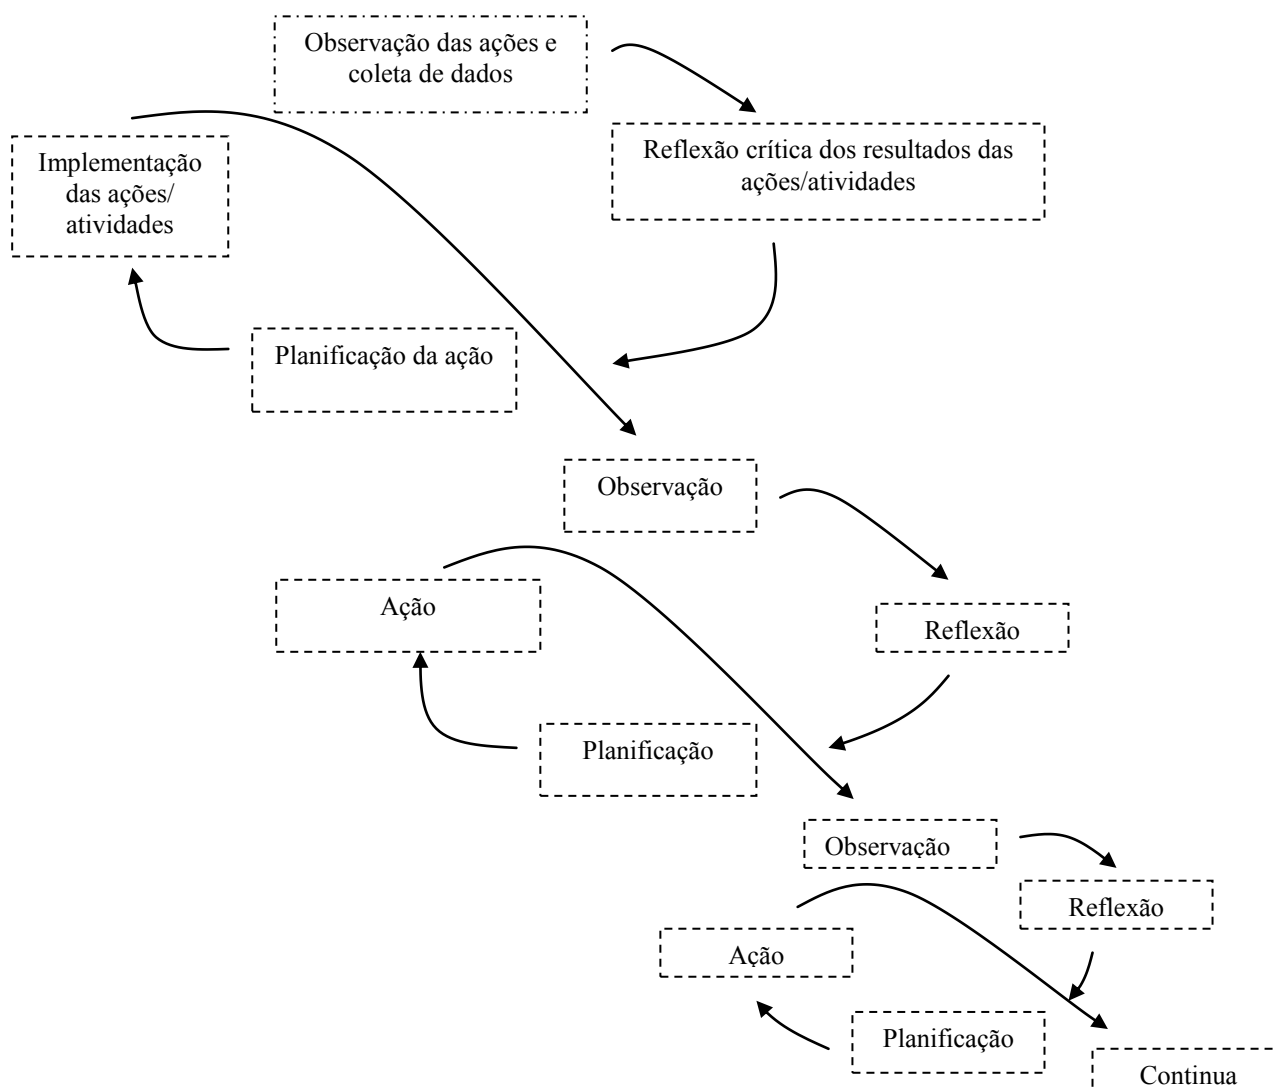 Observação das ações e
coleta de dados
Reflexão crítica dos resultados das
ações/atividades
Implementação
das ações/
atividades
Planificação da ação
Observação
Ação
Reflexão
Planificação
Observação
Reflexão
Ação
Planificação
Continua